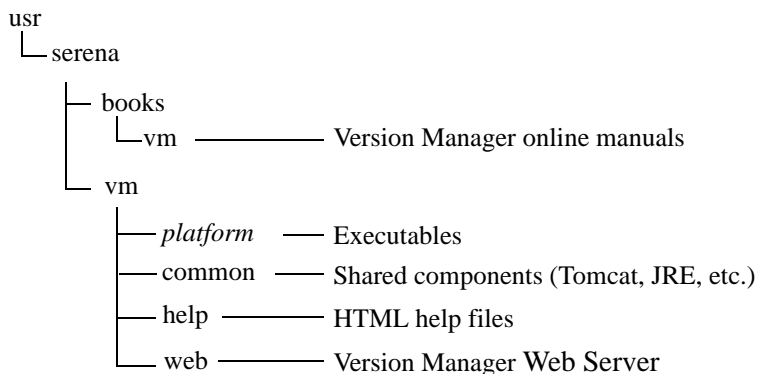 usr
serena
books
vm Version Manager online manuals
vm
platform Executables
common Shared components (Tomcat, JRE, etc.)
help HTML help files
web Version Manager Web Server